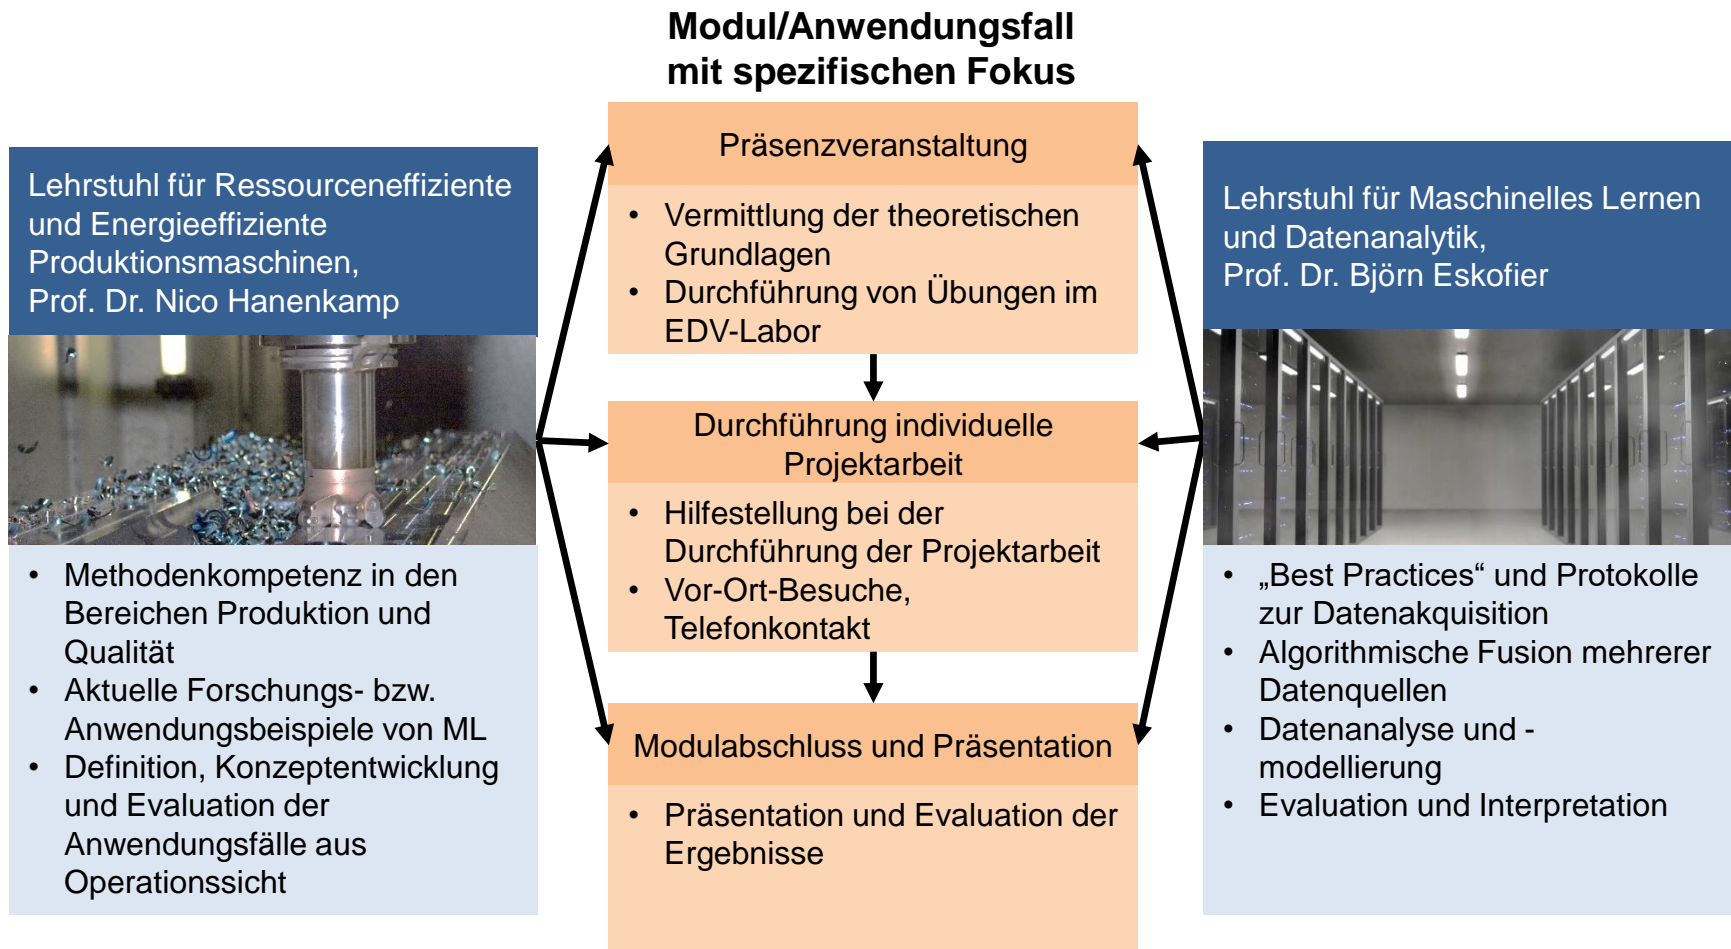 Modul/Anwendungsfall
mit spezifischen Fokus
Lehrstuhl für Ressourceneffiziente
und Energieeffiziente
Produktionsmaschinen,
Prof. Dr. Nico Hanenkamp
• Methodenkompetenz in den
Bereichen Produktion und
Qualität
• Aktuelle Forschungs- bzw.
Anwendungsbeispiele von ML
• Definition, Konzeptentwicklung
und Evaluation der
Anwendungsfälle aus
Operationssicht
Präsenzveranstaltung
• Vermittlung der theoretischen
Grundlagen
• Durchführung von Übungen im
EDV-Labor
Durchführung individuelle
Projektarbeit
• Hilfestellung bei der
Durchführung der Projektarbeit
• Vor-Ort-Besuche,
Telefonkontakt
Modulabschluss und Präsentation
• Präsentation und Evaluation der
Ergebnisse
Lehrstuhl für Maschinelles Lernen
und Datenanalytik,
Prof. Dr. Björn Eskofier
• „Best Practices“ und Protokolle
zur Datenakquisition
• Algorithmische Fusion mehrerer
Datenquellen
• Datenanalyse und -
modellierung
• Evaluation und Interpretation